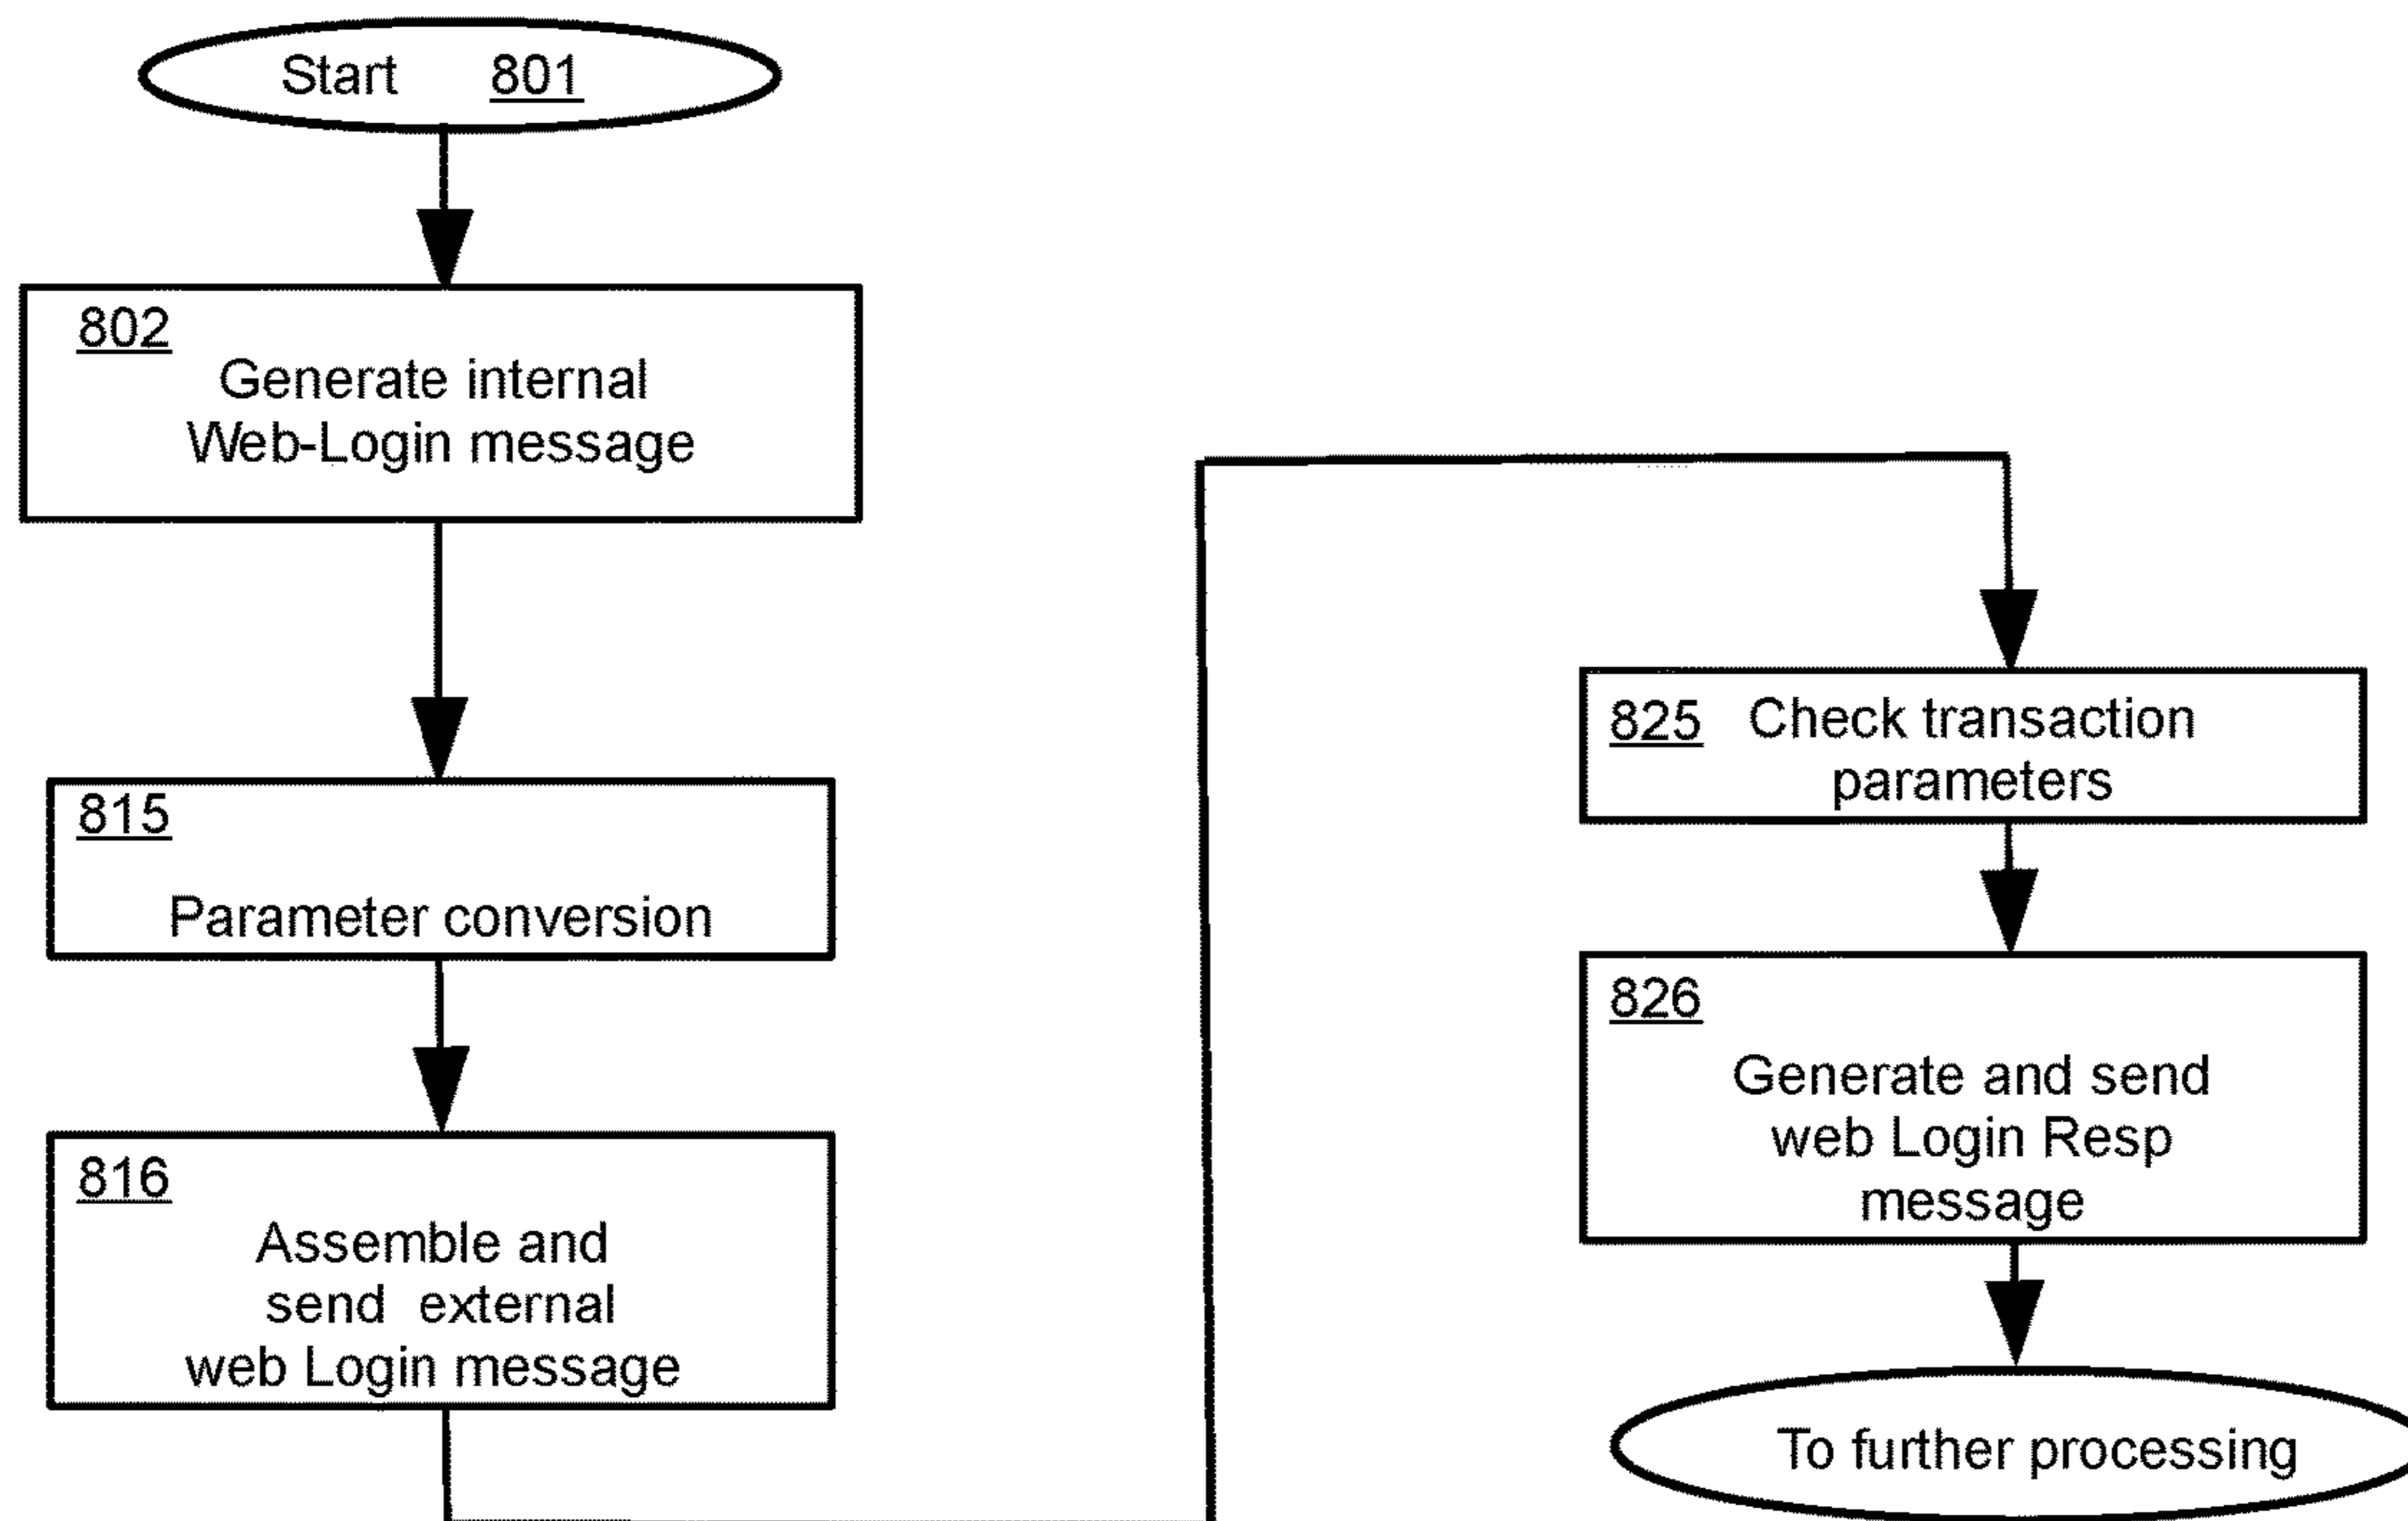 Start 801
802
Generate internal
Web-Login message
815
Parameter conversion
816
Assemble and
send external
web Login message
825 Check transaction
parameters
826
Generate and send
web Login Resp
message
To further processing